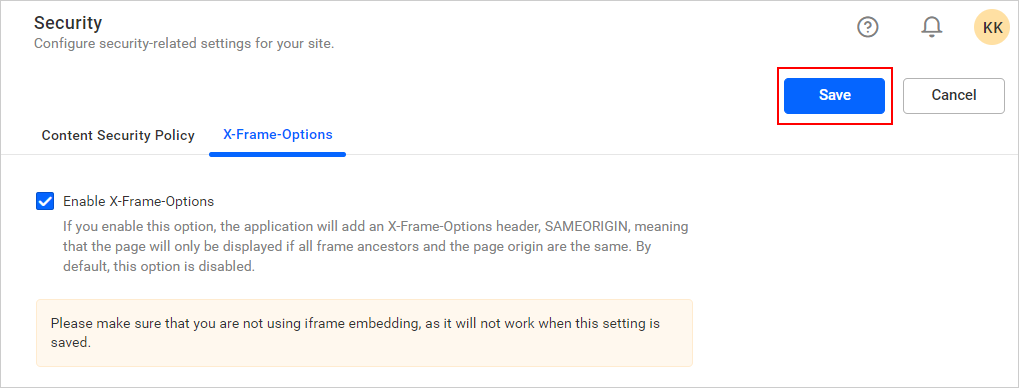 Security
Configure security-related settings for your site.
KK
Save
Cancel
Content Security Policy
X-Frame-Options
Enable X-Frame-Options
If you enable this option, the application will add an X-Frame-Options header, SAMEORIGIN, meaning
that the page will only be displayed if all frame ancestors and the page origin are the same. By
default, this option is disabled.
Please make sure that you are not using iframe embedding, as it will not work when this setting is
saved.